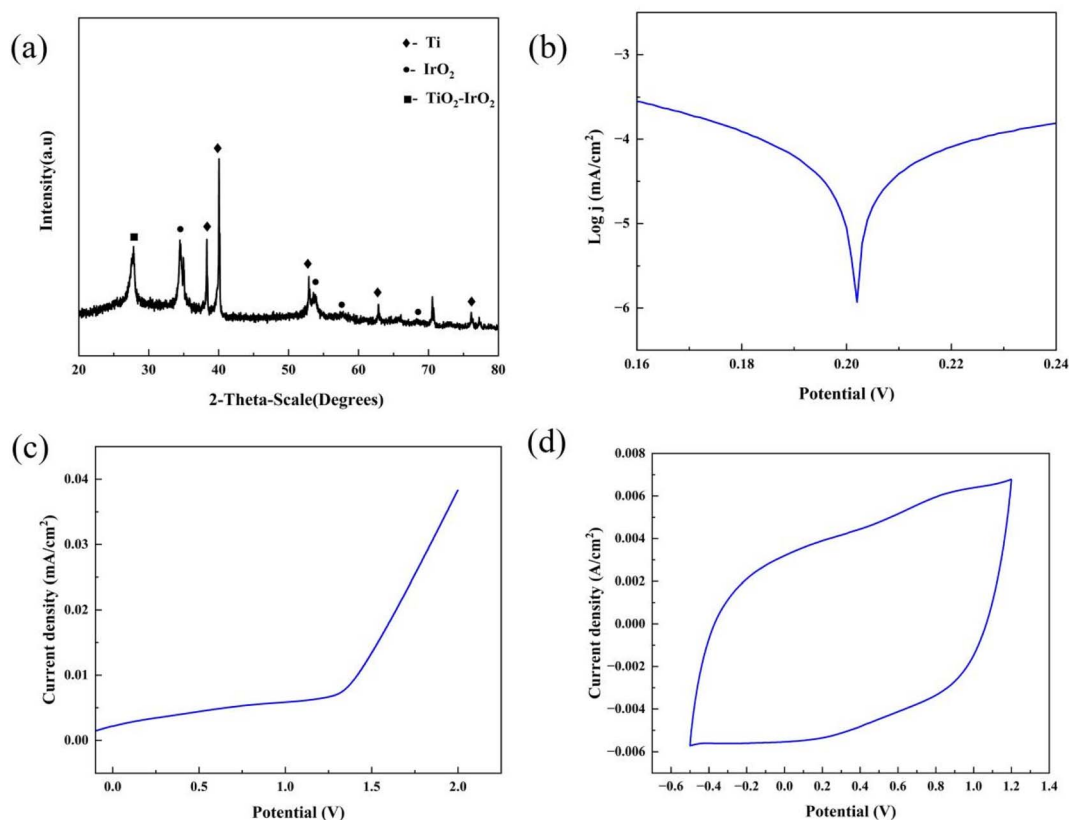 (a)
◆- Ti
●- IrO₂
■- TiO₂-IrO₂
Intensity(a.u)
20 30 40 50 60 70 80
2-Theta-Scale(Degrees)
(b)
−3
−4
−5
−6
Log j (mA/cm²)
0.16 0.18 0.20 0.22 0.24
Potential (V)
(c)
0.04
0.03
0.02
0.01
0.00
Current density (mA/cm²)
0.0 0.5 1.0 1.5 2.0
Potential (V)
(d)
0.008
0.006
0.004
0.002
0.000
−0.002
−0.004
−0.006
Current density (A/cm²)
−0.6 −0.4 −0.2 0.0 0.2 0.4 0.6 0.8 1.0 1.2 1.4
Potential (V)